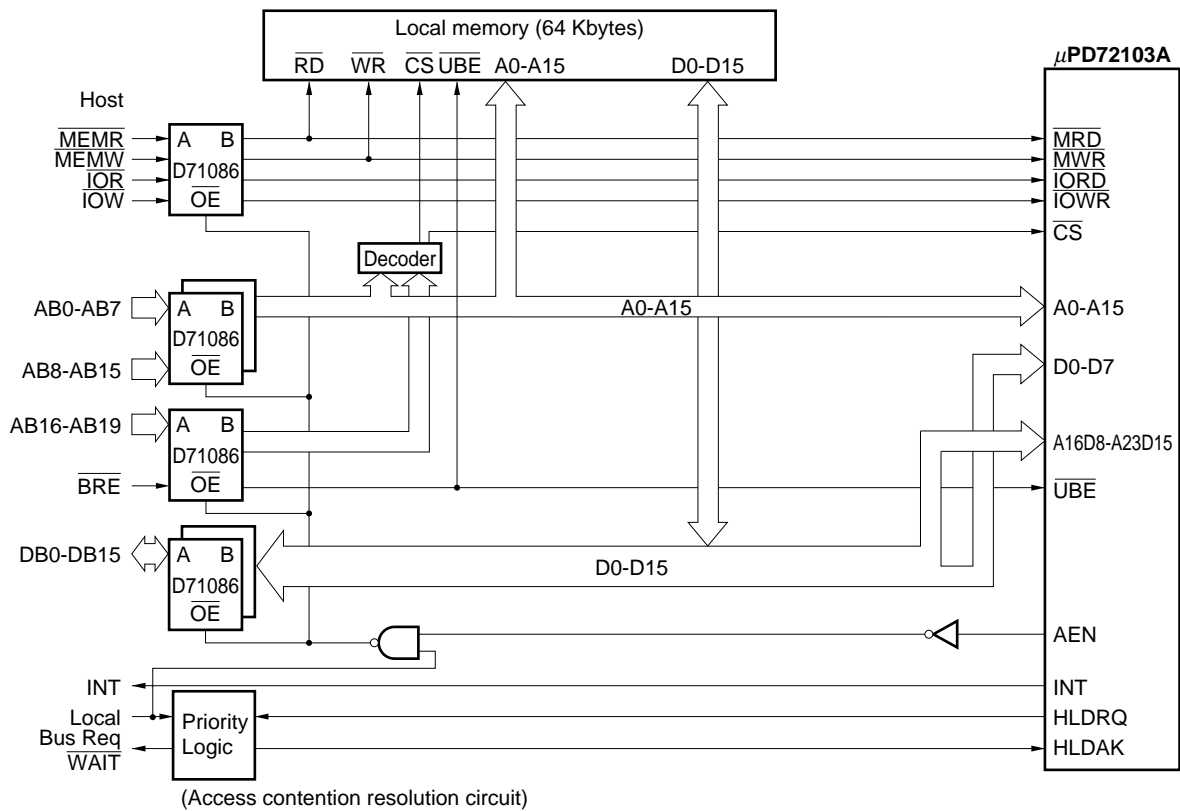 Local memory (64 Kbytes)
RD WR CS UBE A0-A15 D0-D15
μPD72103A
Host
MEMR
MEMW
IOR
IOW
A B
D71086
OE
MRD
MWR
IORD
IOWR
CS
Decoder
AB0-AB7
AB8-AB15
A B
D71086
OE
A0-A15
A0-A15
D0-D7
AB16-AB19
BRE
A B
D71086
OE
A16D8-A23D15
UBE
DB0-DB15
A B
D71086
OE
D0-D15
AEN
INT
INT
Local
Bus Req
WAIT
Priority
Logic
HLDRQ
HLDAK
(Access contention resolution circuit)